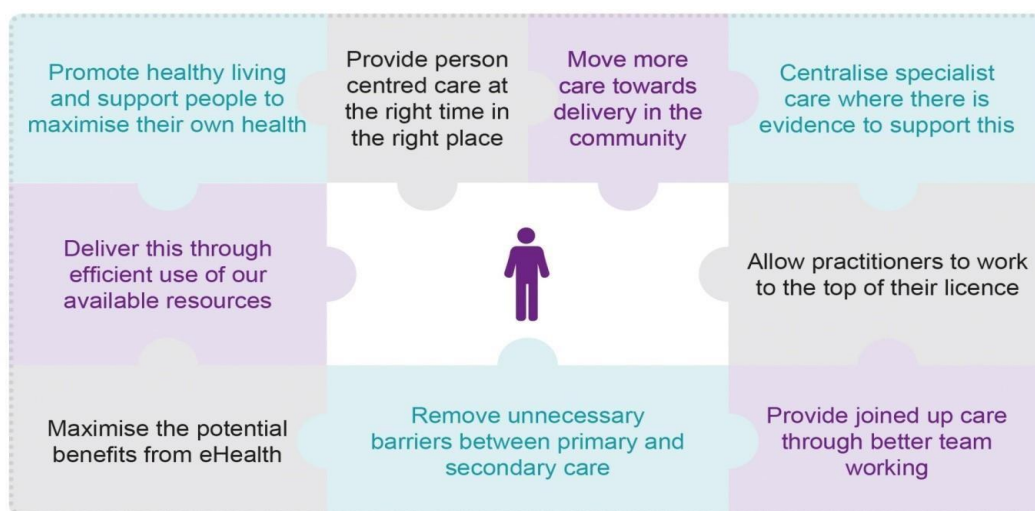 Promote healthy living
and support people to
maximise their own health
Provide person
centred care at
the right time in
the right place
Move more
care towards
delivery in the
community
Centralise specialist
care where there is
evidence to support this
Deliver this through
efficient use of our
available resources
Allow practitioners to work
to the top of their licence
Maximise the potential
benefits from eHealth
Remove unnecessary
barriers between primary and
secondary care
Provide joined up care
through better team
working